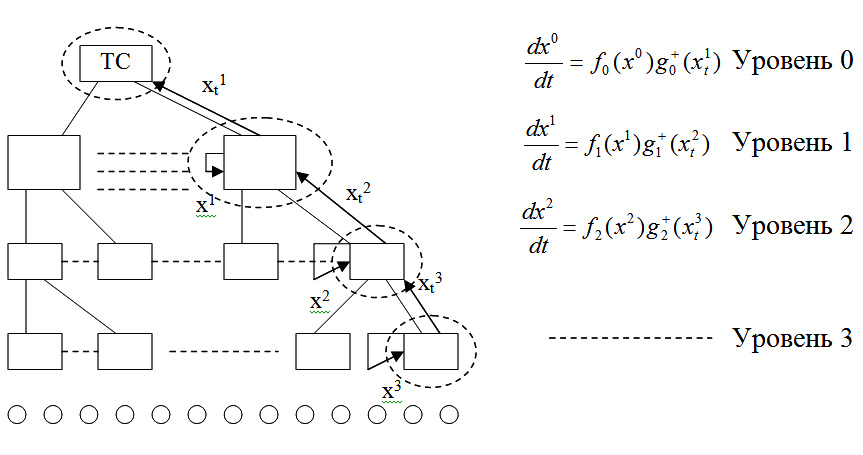 ТС
x_t^1
x^1
x_t^2
x^2
x_t^3
x^3
dx^0/dt = f_0(x^0)g_0^+(x_t^1) Уровень 0
dx^1/dt = f_1(x^1)g_1^+(x_t^2) Уровень 1
dx^2/dt = f_2(x^2)g_2^+(x_t^3) Уровень 2
Уровень 3